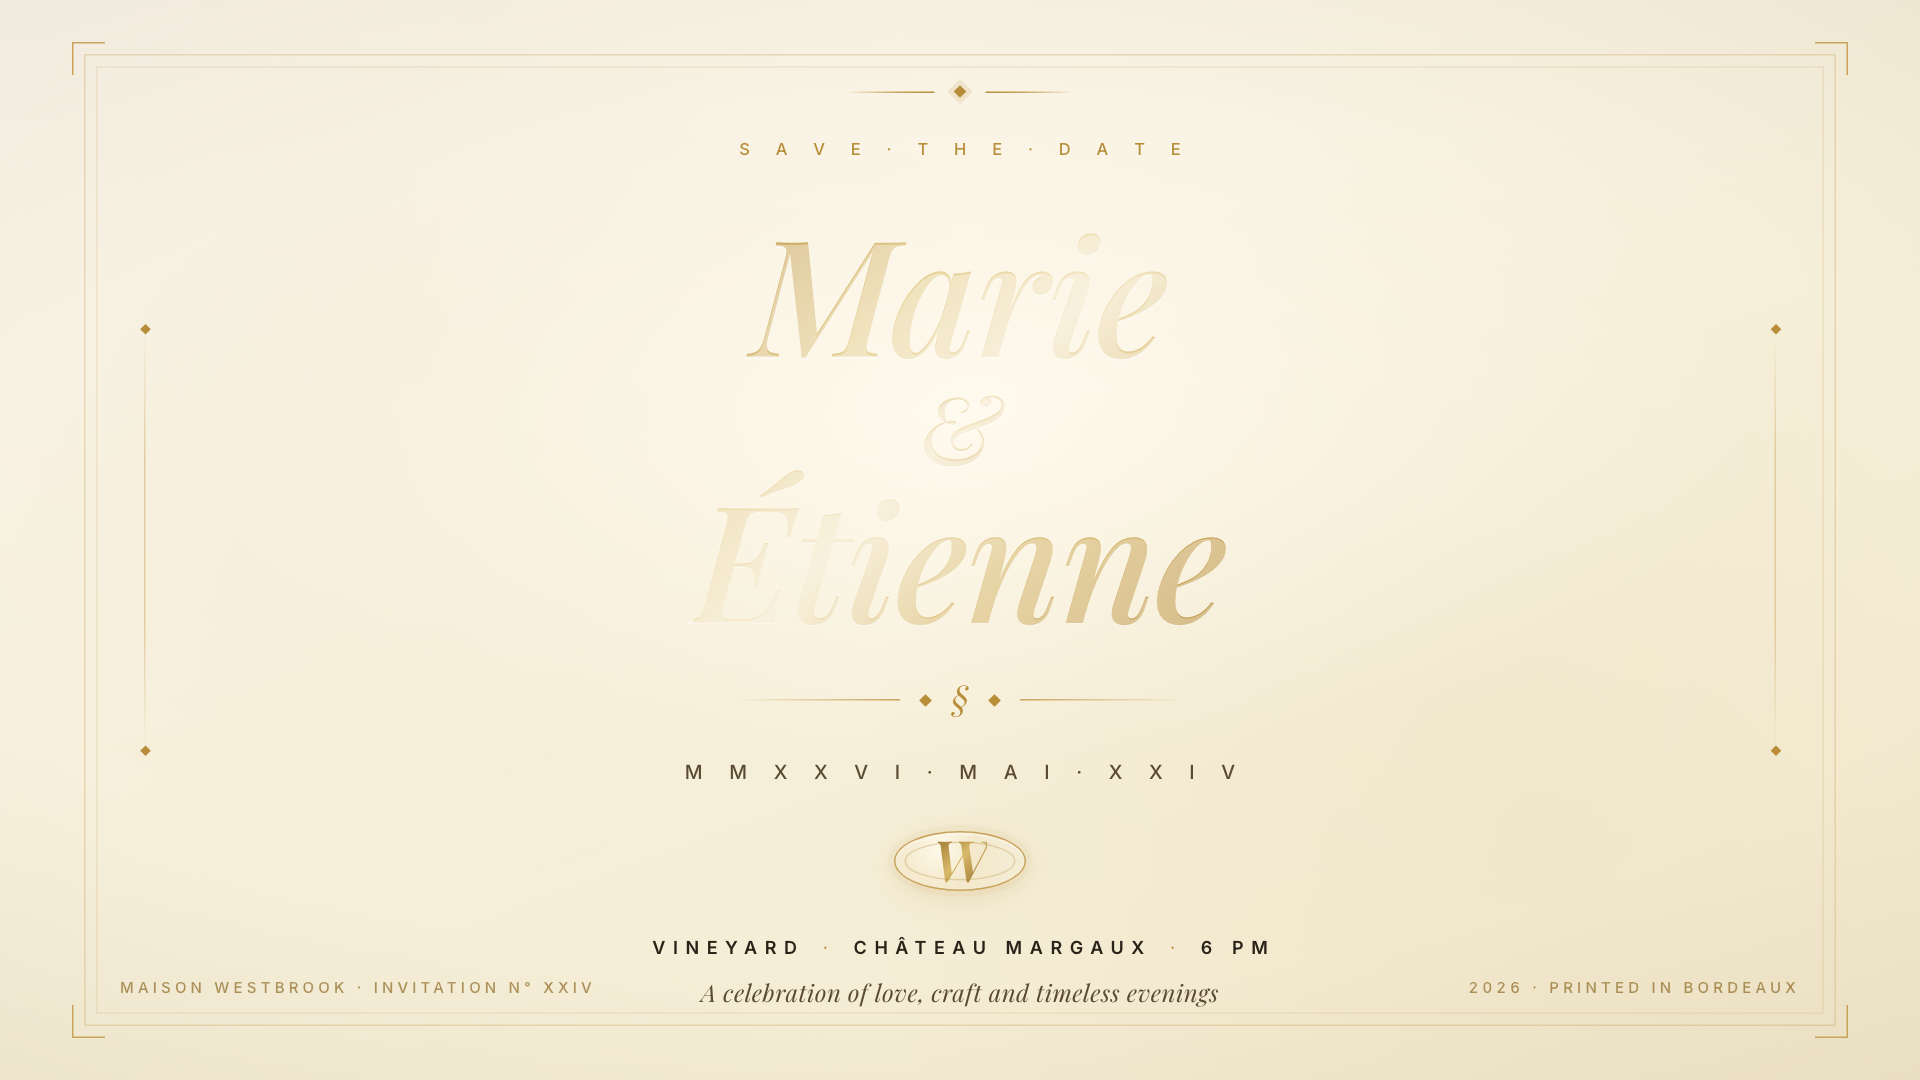 SAVE·THE·DATE
Marie
&
Étienne
§
MMXXVI·MAI·XXIV
W
VINEYARD · CHÂTEAU MARGAUX · 6 PM
MAISON WESTBROOK · INVITATION N° XXIV
A celebration of love, craft and timeless evenings
2026 · PRINTED IN BORDEAUX